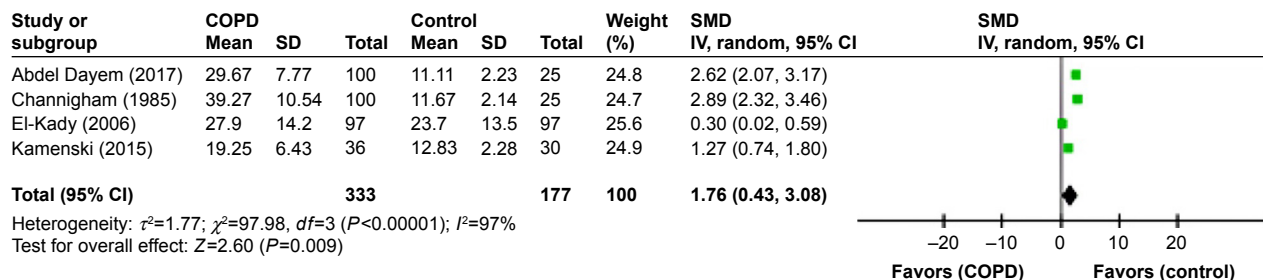 Study or COPD Control Weight SMD SMD
subgroup Mean SD Total Mean SD Total (%) IV, random, 95% CI IV, random, 95% CI
Abdel Dayem (2017) 29.67 7.77 100 11.11 2.23 25 24.8 2.62 (2.07, 3.17)
Channigham (1985) 39.27 10.54 100 11.67 2.14 25 24.7 2.89 (2.32, 3.46)
El-Kady (2006) 27.9 14.2 97 23.7 13.5 97 25.6 0.30 (0.02, 0.59)
Kamenski (2015) 19.25 6.43 36 12.83 2.28 30 24.9 1.27 (0.74, 1.80)
Total (95% CI) 333 177 100 1.76 (0.43, 3.08)
Heterogeneity: τ²=1.77; χ²=97.98, df=3 (P<0.00001); I²=97%
Test for overall effect: Z=2.60 (P=0.009)
–20 –10 0 10 20
Favors (COPD) Favors (control)